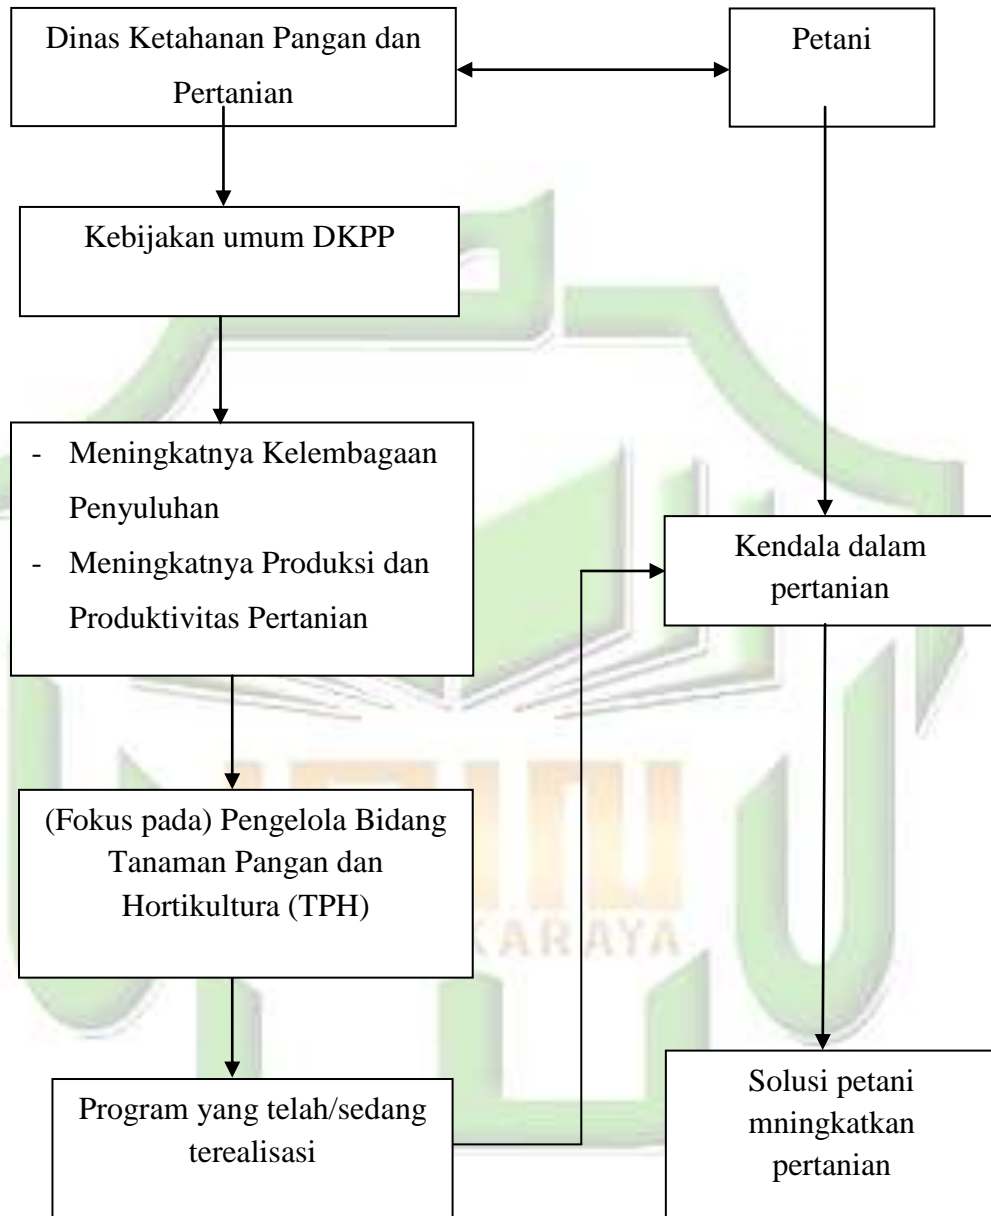 Dinas Ketahanan Pangan dan
Pertanian
Petani
Kebijakan umum DKPP
- Meningkatnya Kelembagaan
Penyuluhan
- Meningkatnya Produksi dan
Produktivitas Pertanian
Kendala dalam
pertanian
(Fokus pada) Pengelola Bidang
Tanaman Pangan dan
Hortikultura (TPH)
KARAYA
Program yang telah/sedang
terealisasi
Solusi petani
mningkatkan
pertanian